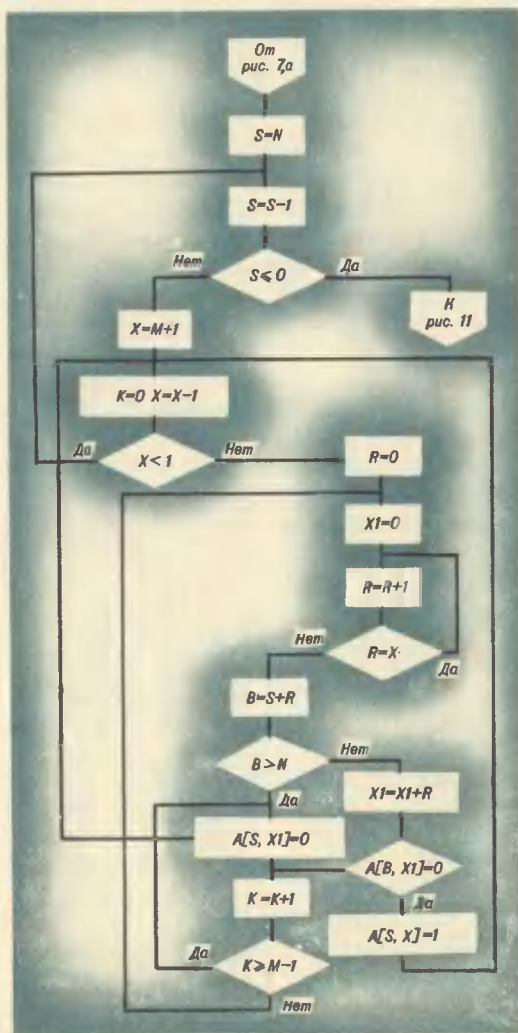 От
рис. 7,а
S=N
S=S−1
Нет
S⩽0
Да
К
рис. 11
X=M+1
K=0 X=X−1
Да
X<1
Нет
R=0
X1=0
R=R+1
Нет
R=X
Да
B=S+R
B>N
Нет
Да
X1=X1+R
A[S, X1]=0
A[B, X1]=0
K=K+1
Да
A[S, X]=1
Да
K⩾M−1
Нет